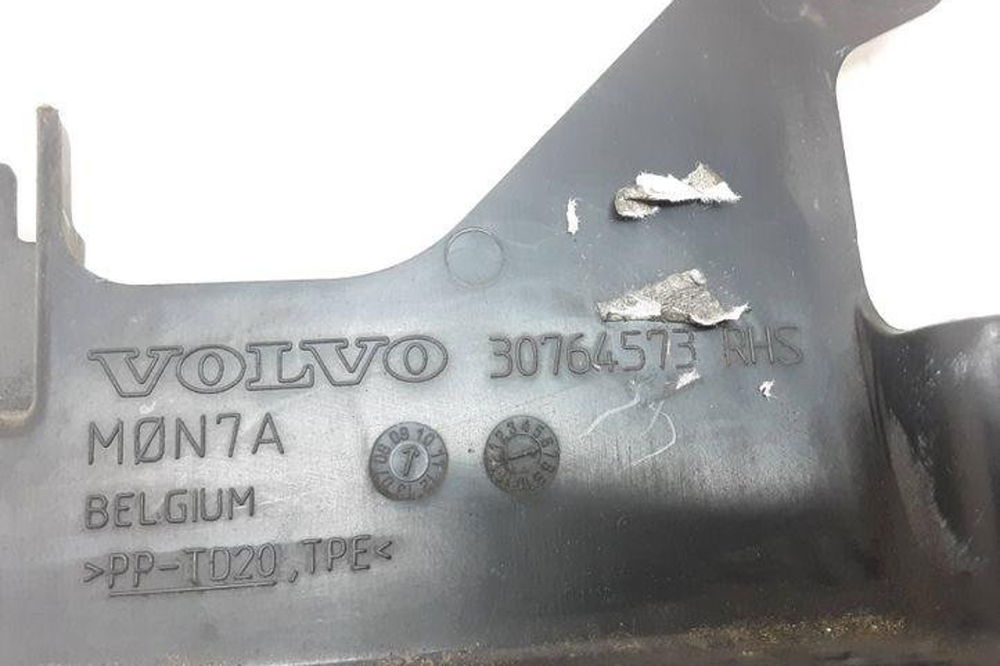 VOLVO 30764573 RHS
MØN7A
BELGIUM
>PP-TD20,TPE<